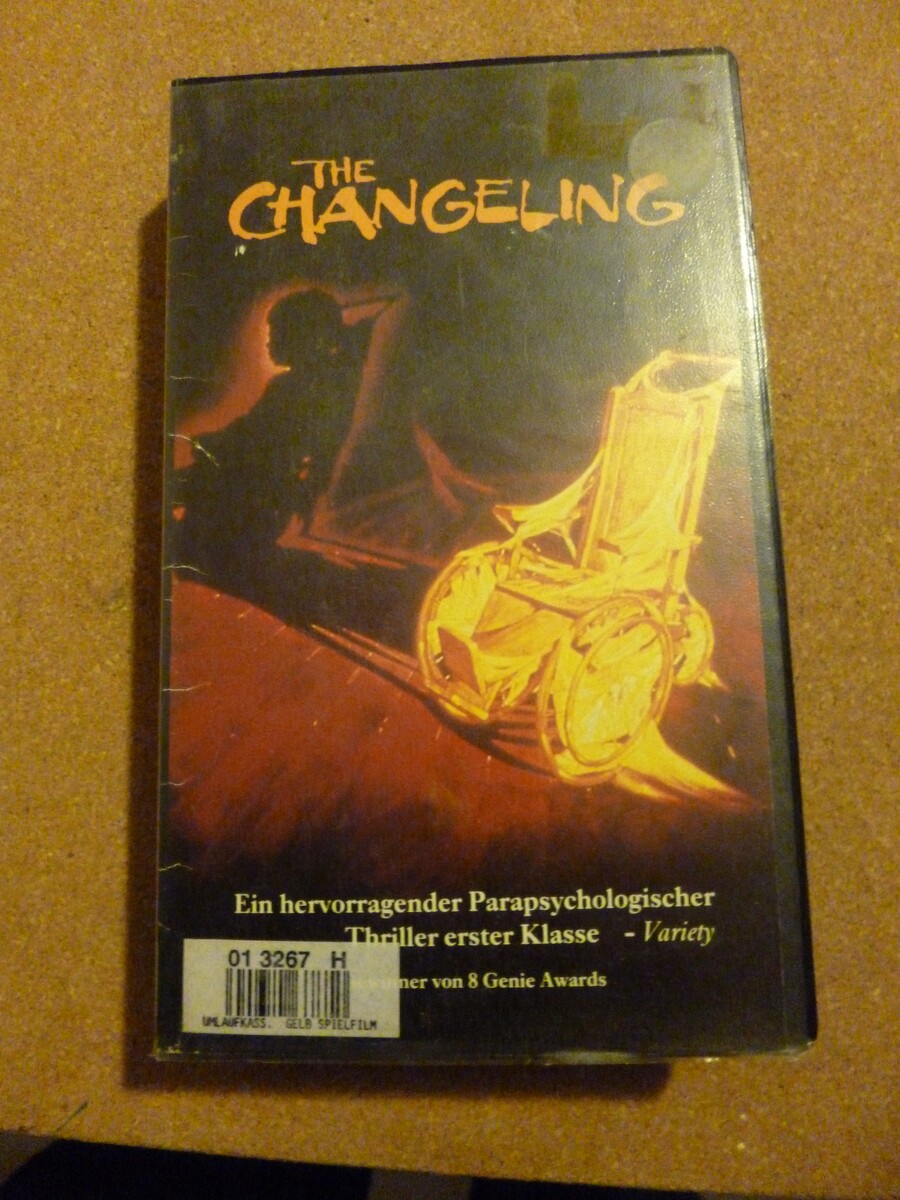 THE
CHANGELING
Ein hervorragender Parapsychologischer
Thriller erster Klasse - Variety
von 8 Genie Awards
01 3267 H
UMLAUFKASS. GELB SPIELFILM